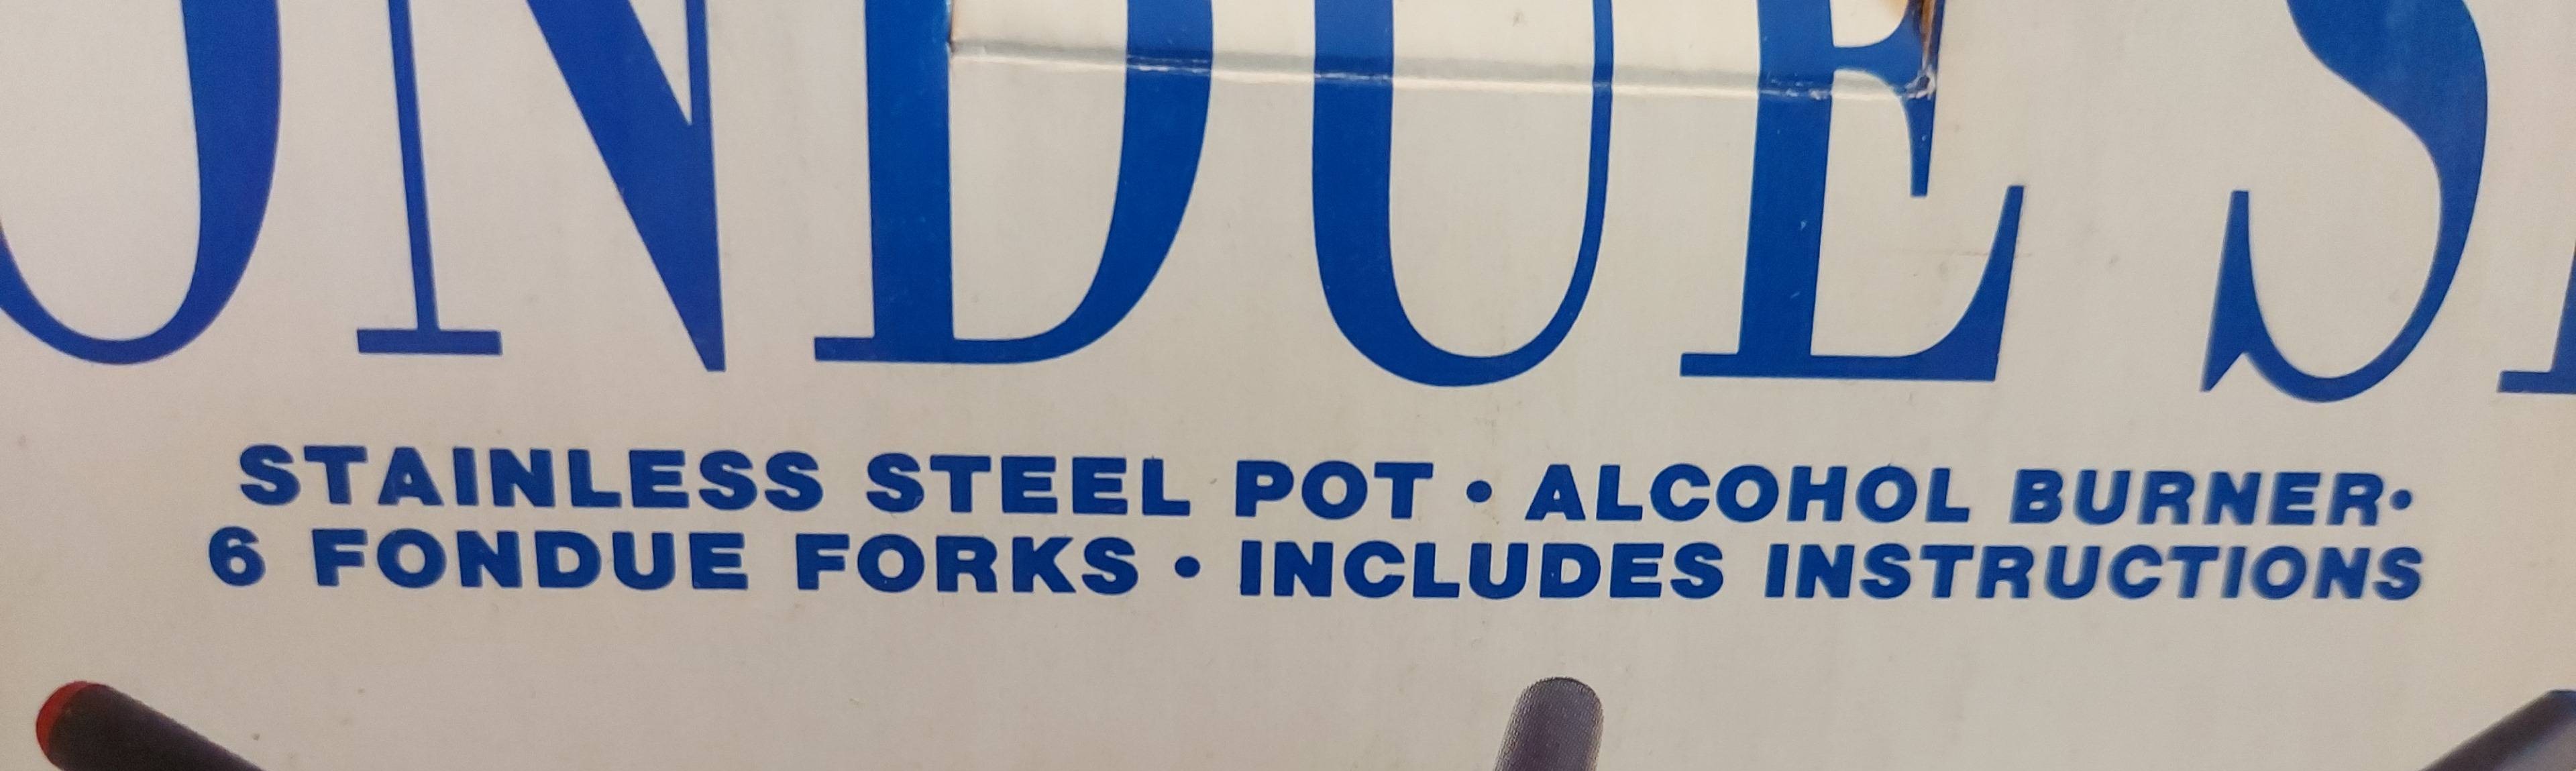 ONDUE S
STAINLESS STEEL POT • ALCOHOL BURNER•
6 FONDUE FORKS • INCLUDES INSTRUCTIONS